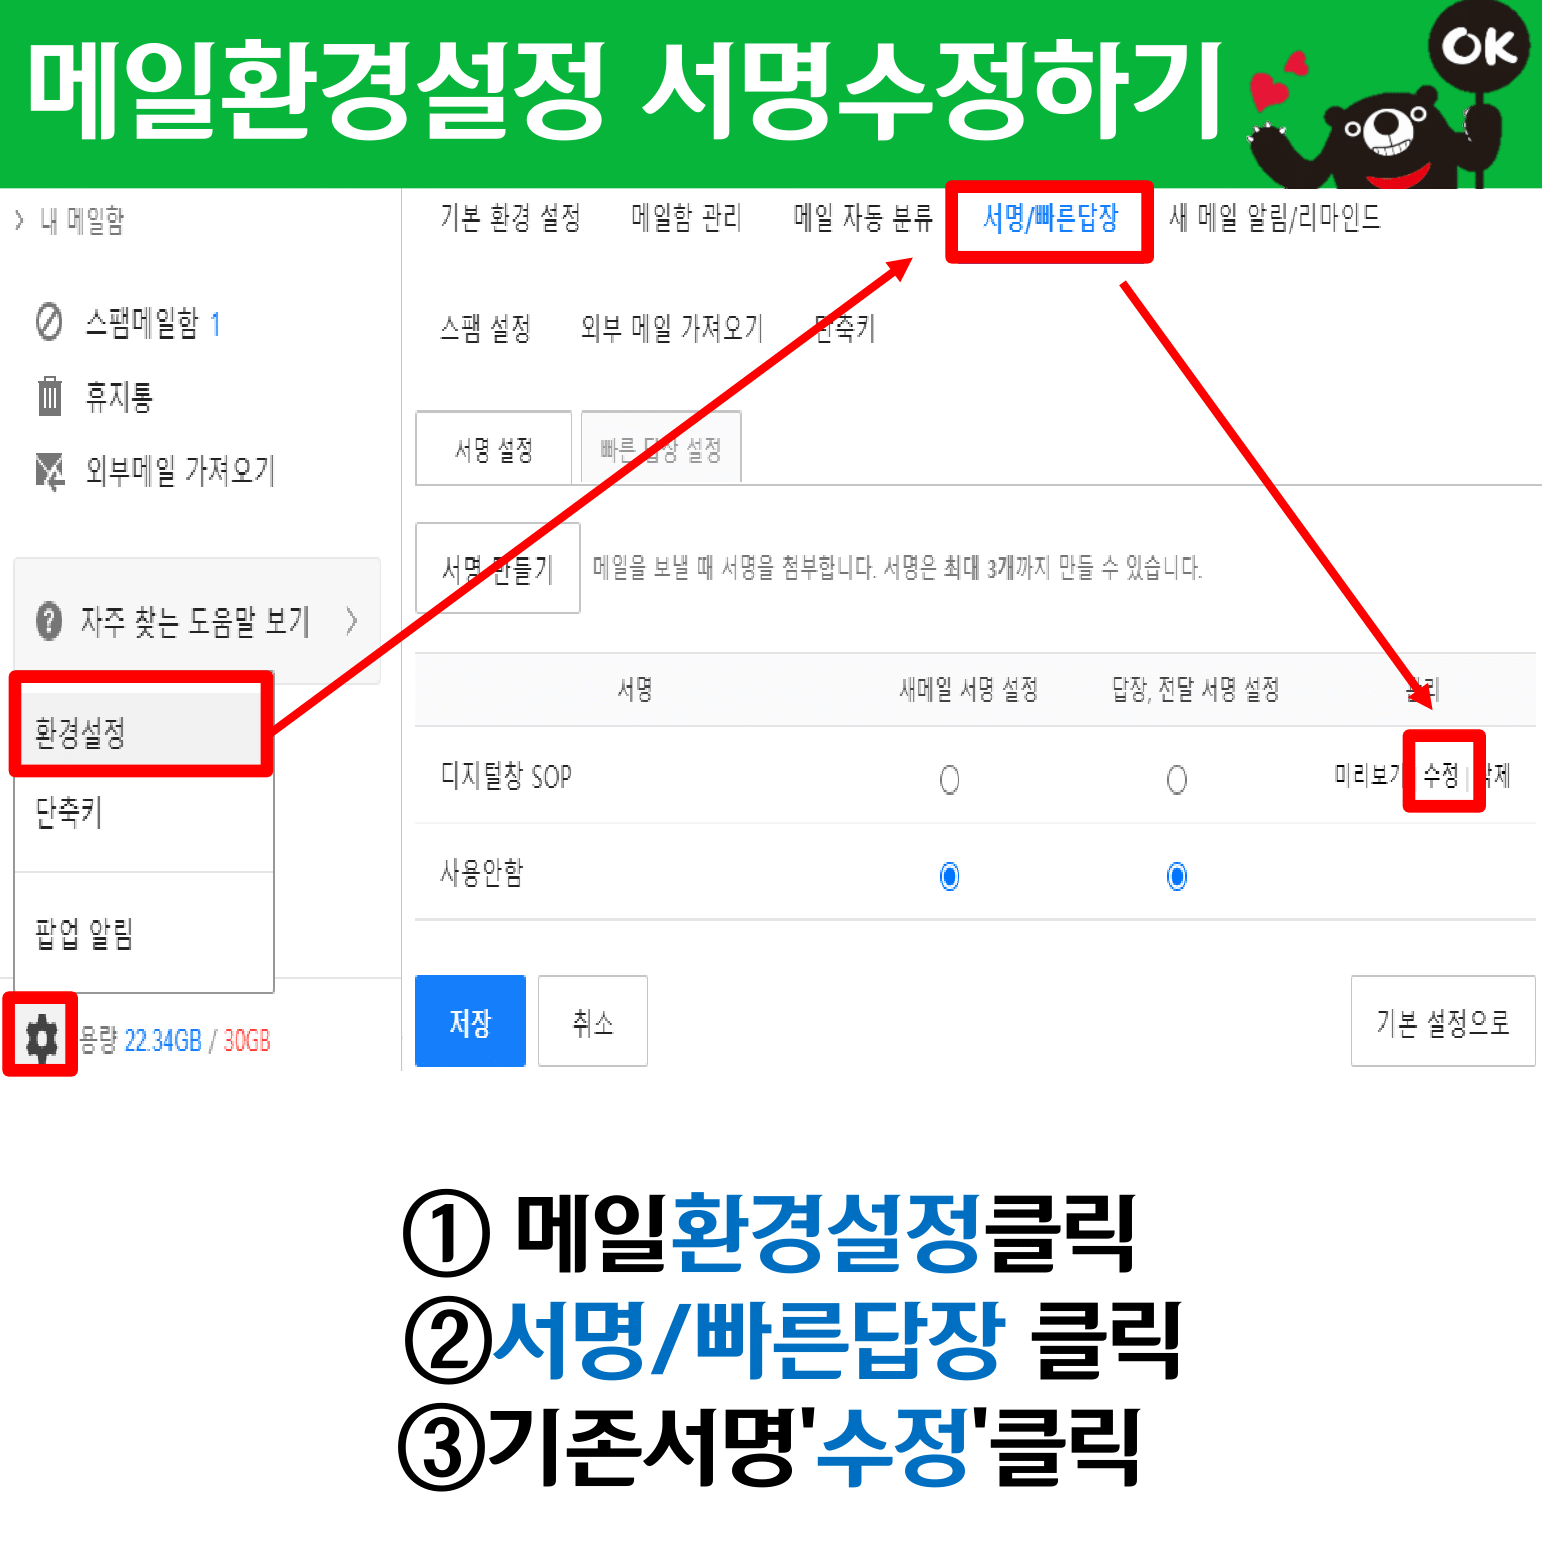 메일환경설정 서명수정하기
OK
> 내 메일함
스팸메일함 1
휴지통
외부메일 가져오기
? 자주 찾는 도움말 보기 >
환경설정
단축키
팝업 알림
용량 22.34GB / 30GB
기본 환경 설정 메일함 관리 메일 자동 분류 서명/빠른답장 새 메일 알림/리마인드
스팸 설정 외부 메일 가져오기 단축키
서명 설정 빠른 답장 설정
서명 만들기 메일을 보낼 때 서명을 첨부합니다. 서명은 최대 3개까지 만들 수 있습니다.
서명 새메일 서명 설정 답장, 전달 서명 설정 관리
디지털창 SOP 미리보기 수정 | 삭제
사용안함
저장 취소 기본 설정으로
① 메일환경설정클릭
②서명/빠른답장 클릭
③기존서명'수정'클릭